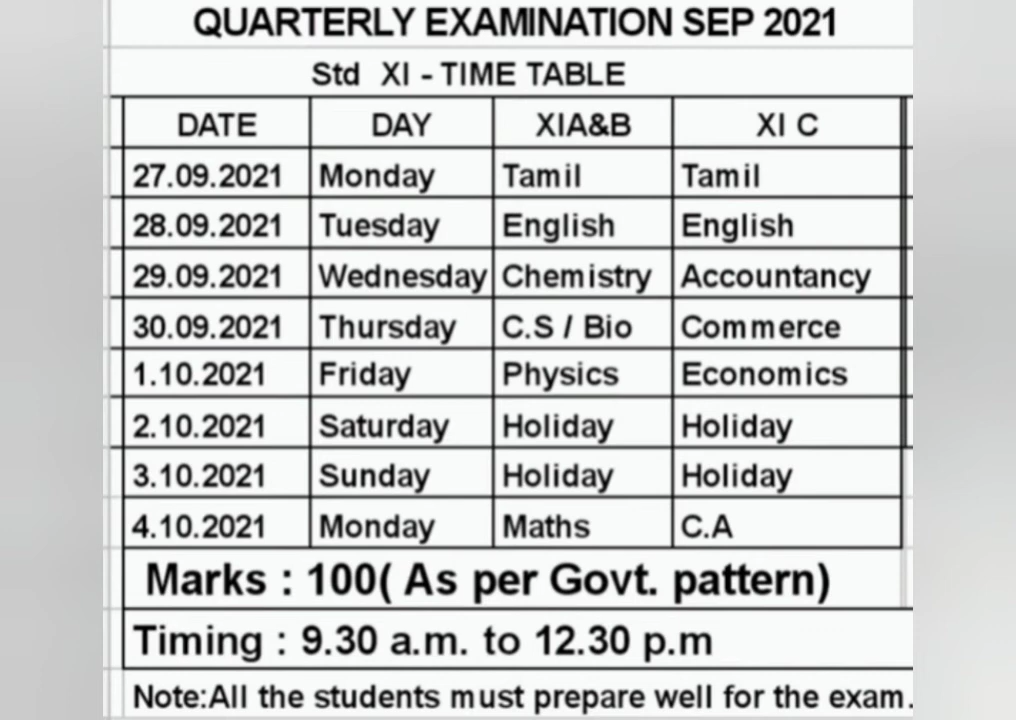 QUARTERLY EXAMINATION SEP 2021
Std XI - TIME TABLE
DATE DAY XIA&B XI C
27.09.2021 Monday Tamil Tamil
28.09.2021 Tuesday English English
29.09.2021 Wednesday Chemistry Accountancy
30.09.2021 Thursday C.S / Bio Commerce
1.10.2021 Friday Physics Economics
2.10.2021 Saturday Holiday Holiday
3.10.2021 Sunday Holiday Holiday
4.10.2021 Monday Maths C.A
Marks : 100( As per Govt. pattern)
Timing : 9.30 a.m. to 12.30 p.m
Note:All the students must prepare well for the exam.